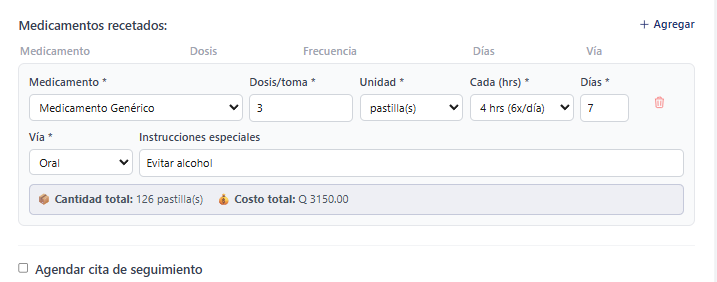 Medicamentos recetados:
+ Agregar
Medicamento Dosis Frecuencia Días Vía
Medicamento * Dosis/toma * Unidad * Cada (hrs) * Días *
Medicamento Genérico 3 pastilla(s) 4 hrs (6x/día) 7
Vía * Instrucciones especiales
Oral Evitar alcohol
Cantidad total: 126 pastilla(s) Costo total: Q 3150.00
Agendar cita de seguimiento